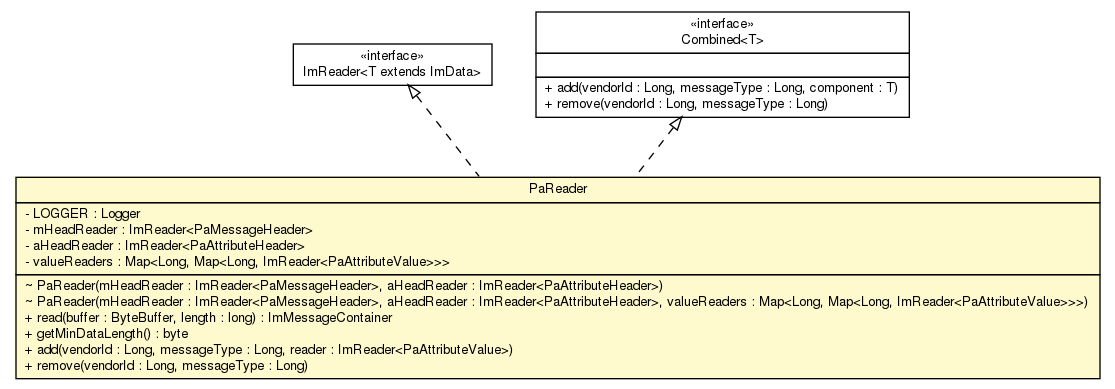 «interface»
ImReader<T extends ImData>
«interface»
Combined<T>
+ add(vendorId : Long, messageType : Long, component : T)
+ remove(vendorId : Long, messageType : Long)
PaReader
- LOGGER : Logger
- mHeadReader : ImReader<PaMessageHeader>
- aHeadReader : ImReader<PaAttributeHeader>
- valueReaders : Map<Long, Map<Long, ImReader<PaAttributeValue>>>
~ PaReader(mHeadReader : ImReader<PaMessageHeader>, aHeadReader : ImReader<PaAttributeHeader>)
~ PaReader(mHeadReader : ImReader<PaMessageHeader>, aHeadReader : ImReader<PaAttributeHeader>, valueReaders : Map<Long, Map<Long, ImReader<PaAttributeValue>>>)
+ read(buffer : ByteBuffer, length : long) : ImMessageContainer
+ getMinDataLength() : byte
+ add(vendorId : Long, messageType : Long, reader : ImReader<PaAttributeValue>)
+ remove(vendorId : Long, messageType : Long)